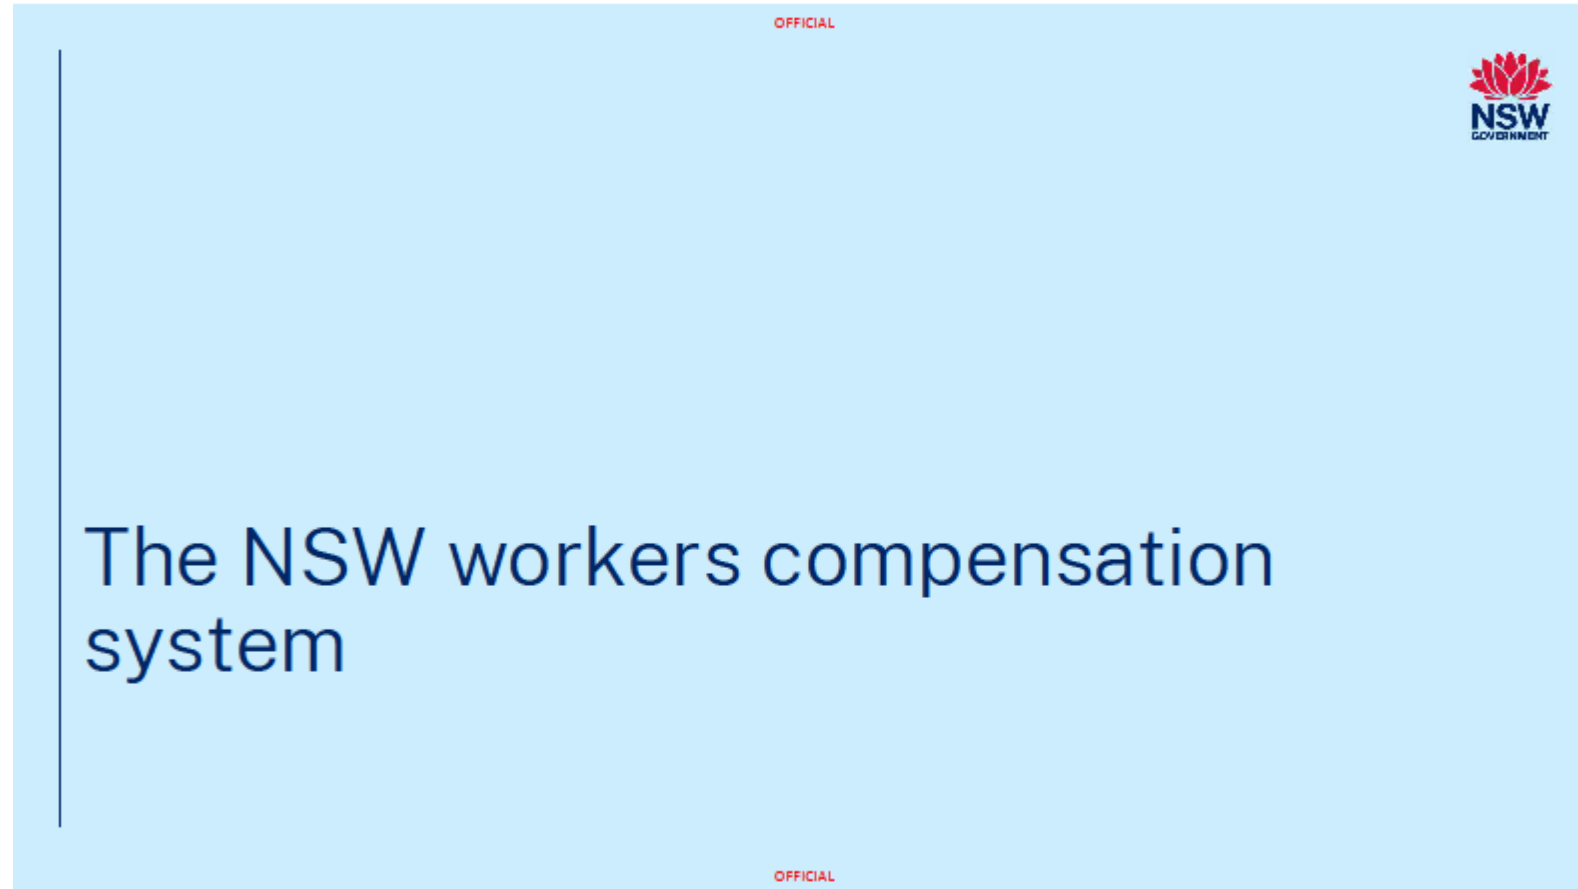 OFFICIAL
NSW
GOVERNMENT
The NSW workers compensation
system
OFFICIAL